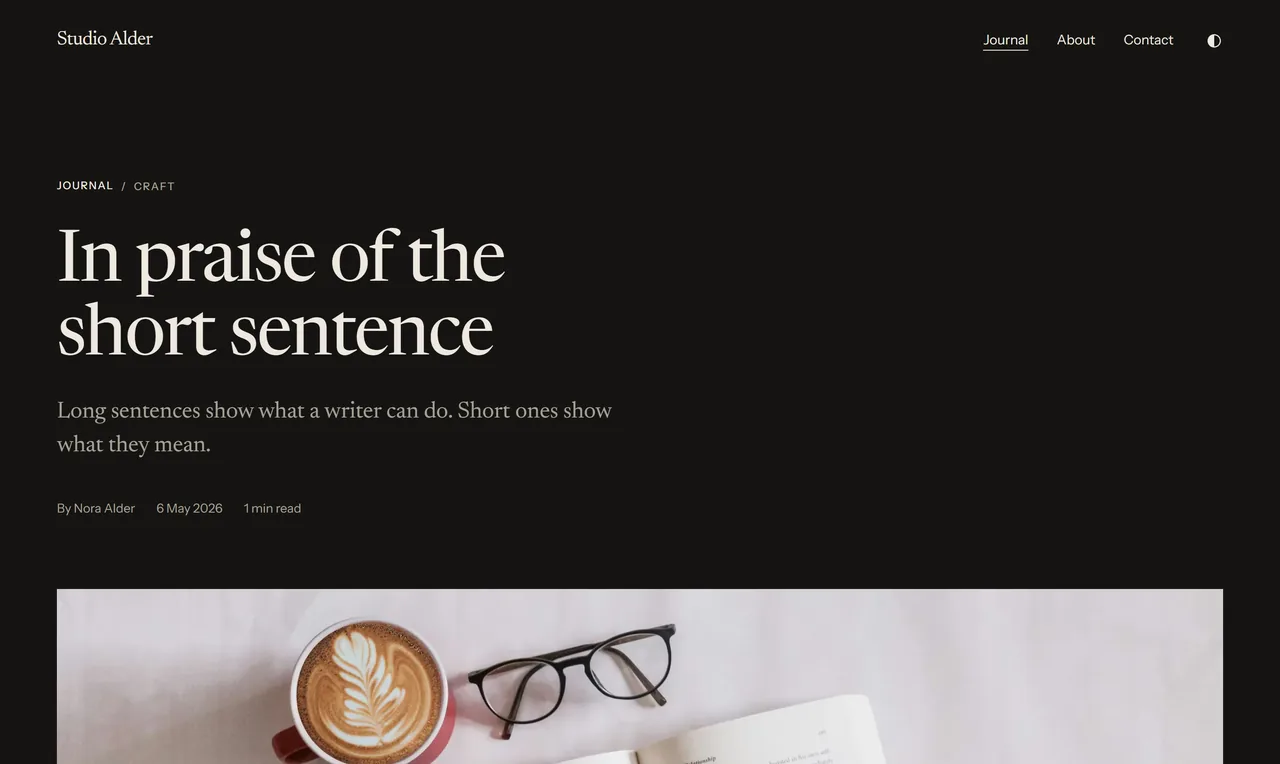 Studio Alder
Journal About Contact
JOURNAL / CRAFT
In praise of the
short sentence
Long sentences show what a writer can do. Short ones show
what they mean.
By Nora Alder 6 May 2026 1 min read